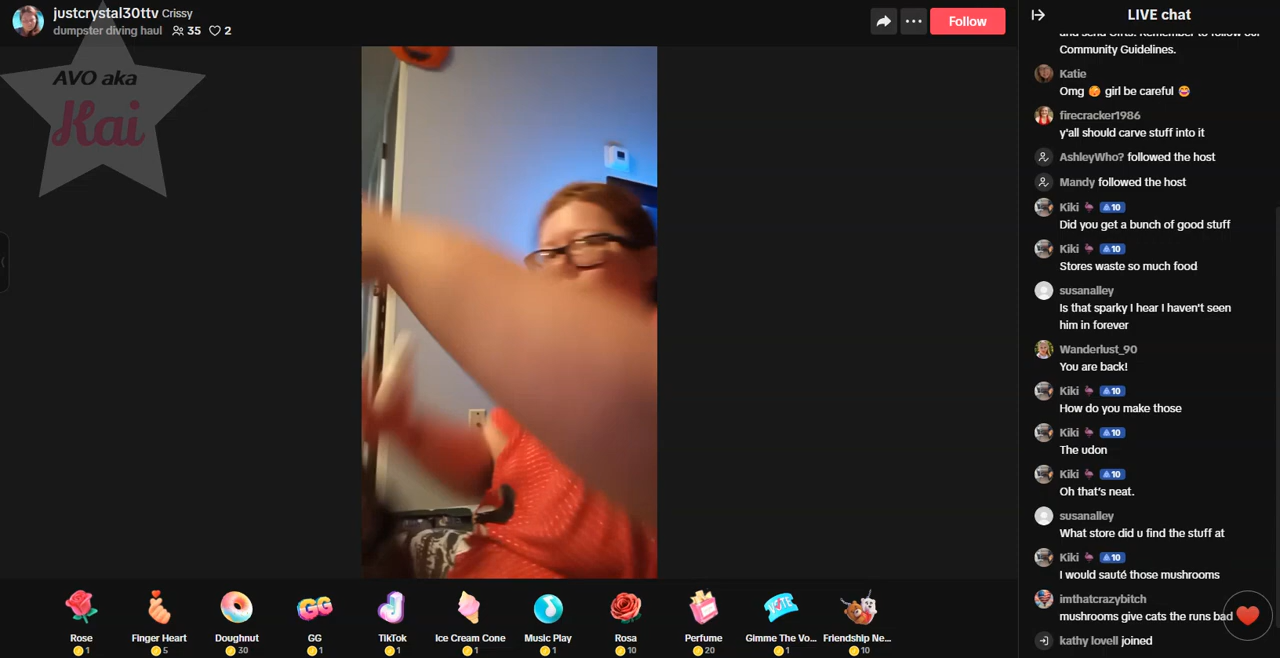 justcrystal30ttv Crissy
dumpster diving haul 35 2
Follow
AVO aka
Kai
LIVE chat
Community Guidelines.
Katie
Omg 🥵 girl be careful 😂
firecracker1986
y'all should carve stuff into it
AshleyWho? followed the host
Mandy followed the host
Kiki 🦩 10
Did you get a bunch of good stuff
Kiki 🦩 10
Stores waste so much food
susanalley
Is that sparky I hear I haven't seen
him in forever
Wanderlust_90
You are back!
Kiki 🦩 10
How do you make those
Kiki 🦩 10
The udon
Kiki 🦩 10
Oh that's neat.
susanalley
What store did u find the stuff at
Kiki 🦩 10
I would sauté those mushrooms
imthatcrazybitch
mushrooms give cats the runs bad
kathy lovell joined
Rose
1
Finger Heart
5
Doughnut
30
GG
1
TikTok
1
Ice Cream Cone
1
Music Play
1
Rosa
10
Perfume
20
Gimme The Vo...
1
Friendship Ne...
10